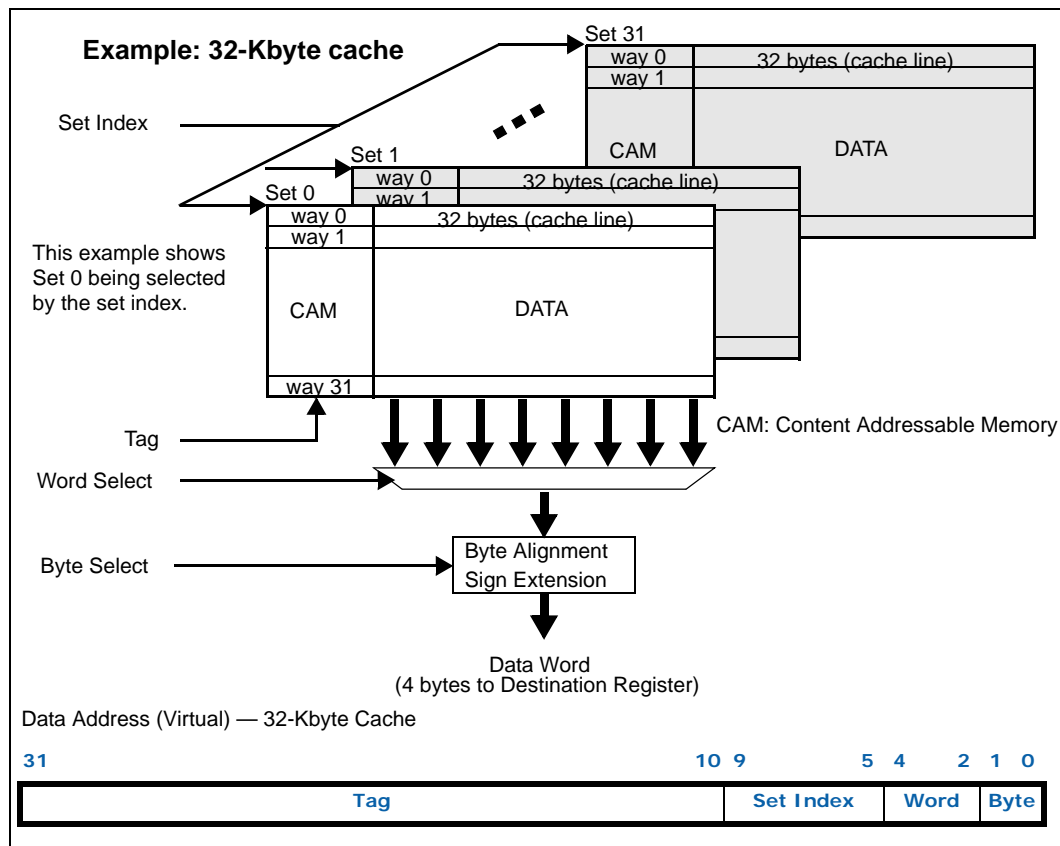 Example: 32-Kbyte cache
Set 31
way 0
32 bytes (cache line)
way 1
Set Index
CAM
DATA
Set 1
way 0
32 bytes (cache line)
way 1
Set 0
way 0
32 bytes (cache line)
way 1
This example shows
Set 0 being selected
by the set index.
CAM
DATA
way 31
CAM: Content Addressable Memory
Tag
Word Select
Byte Alignment
Sign Extension
Byte Select
Data Word
(4 bytes to Destination Register)
Data Address (Virtual) — 32-Kbyte Cache
31 10 9 5 4 2 1 0
Tag Set Index Word Byte